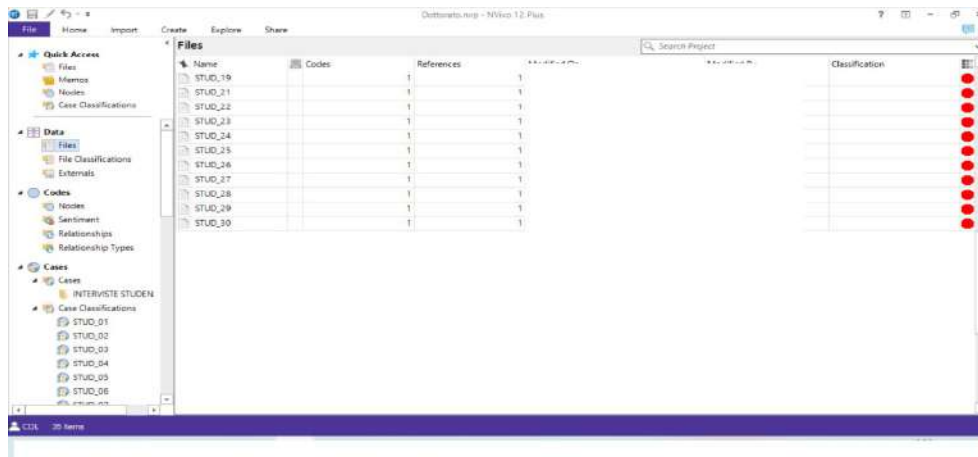 Dottorato.nvp - NVivo 12 Plus
File Home Import Create Explore Share
Quick Access
Files
Memos
Nodes
Case Classifications
Data
Files
File Classifications
Externals
Codes
Nodes
Sentiment
Relationships
Relationship Types
Cases
Cases
INTERVISTE STUDEN
Case Classifications
STUD_01
STUD_02
STUD_03
STUD_04
STUD_05
STUD_06
Files
Search Project
Name Codes References Classification
STUD_19 1 1
STUD_21 1 1
STUD_22 1 1
STUD_23 1 1
STUD_24 1 1
STUD_25 1 1
STUD_26 1 1
STUD_27 1 1
STUD_28 1 1
STUD_29 1 1
STUD_30 1 1
CDL 35 Items